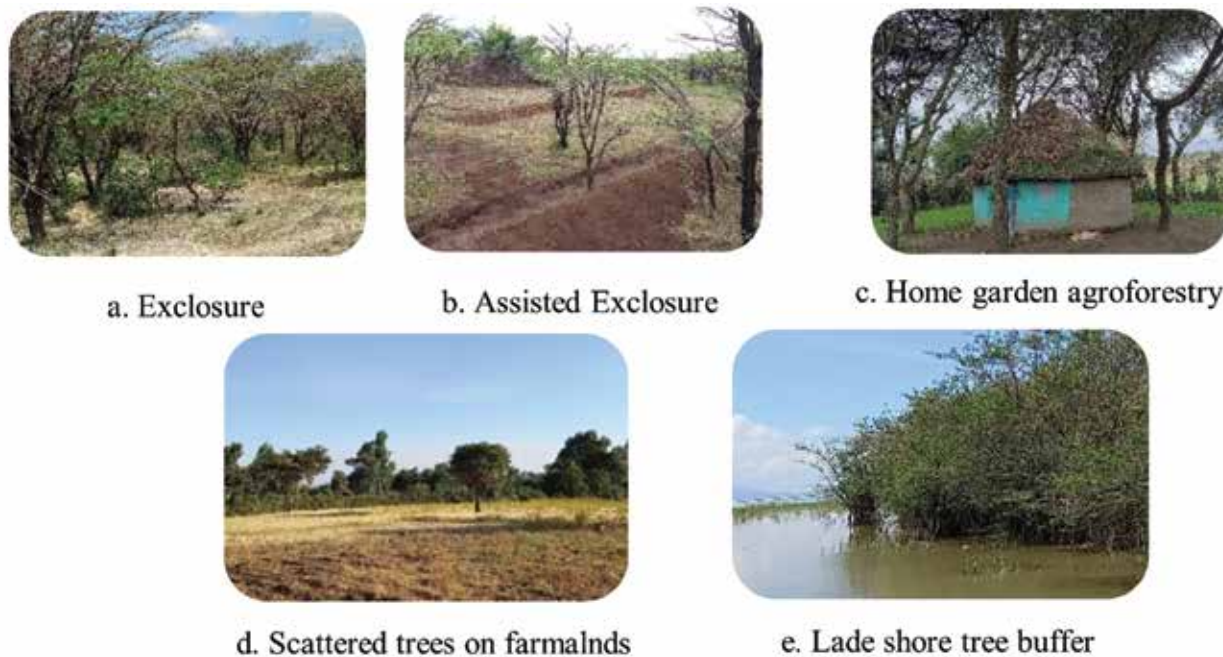 a. Exclosure
b. Assisted Exclosure
c. Home garden agroforestry
d. Scattered trees on farmalnds
e. Lade shore tree buffer